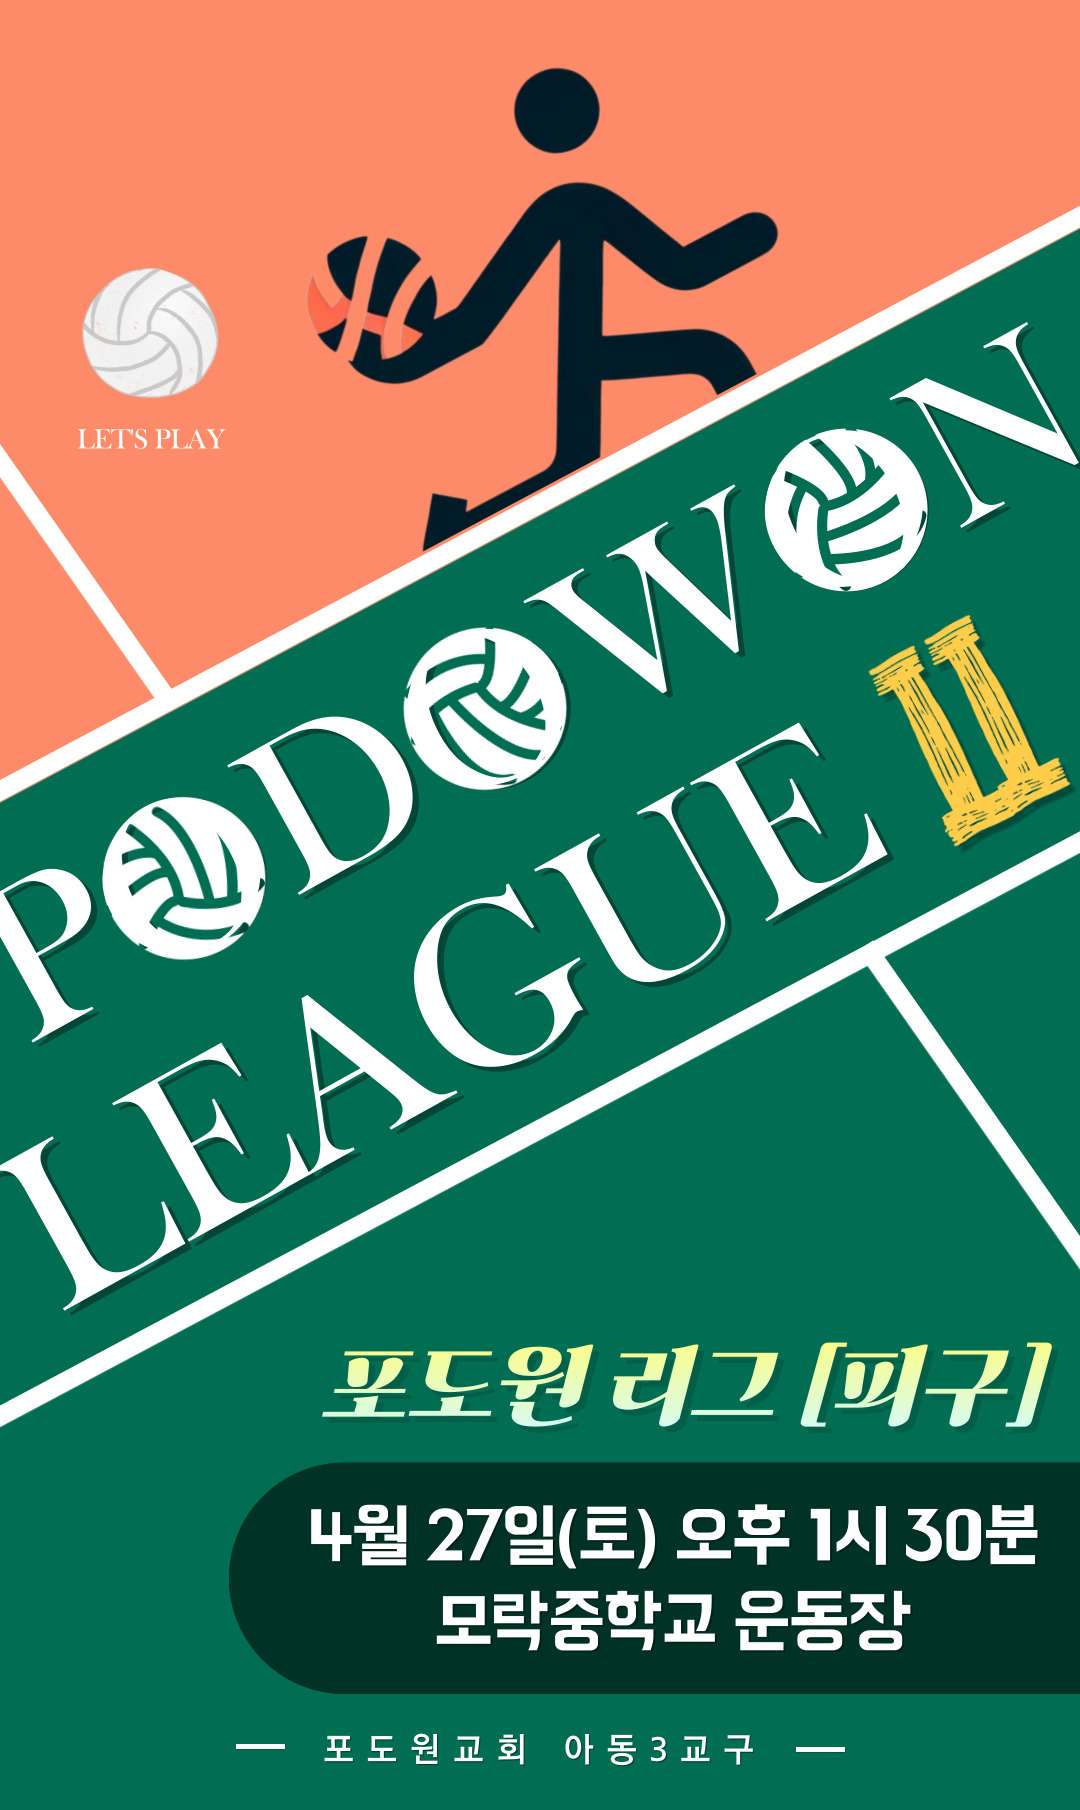 LET'S PLAY
PODOWON
LEAGUE II
포도원 리그 [피구]
4월 27일(토) 오후 1시 30분
모락중학교 운동장
포도원교회 아동3교구